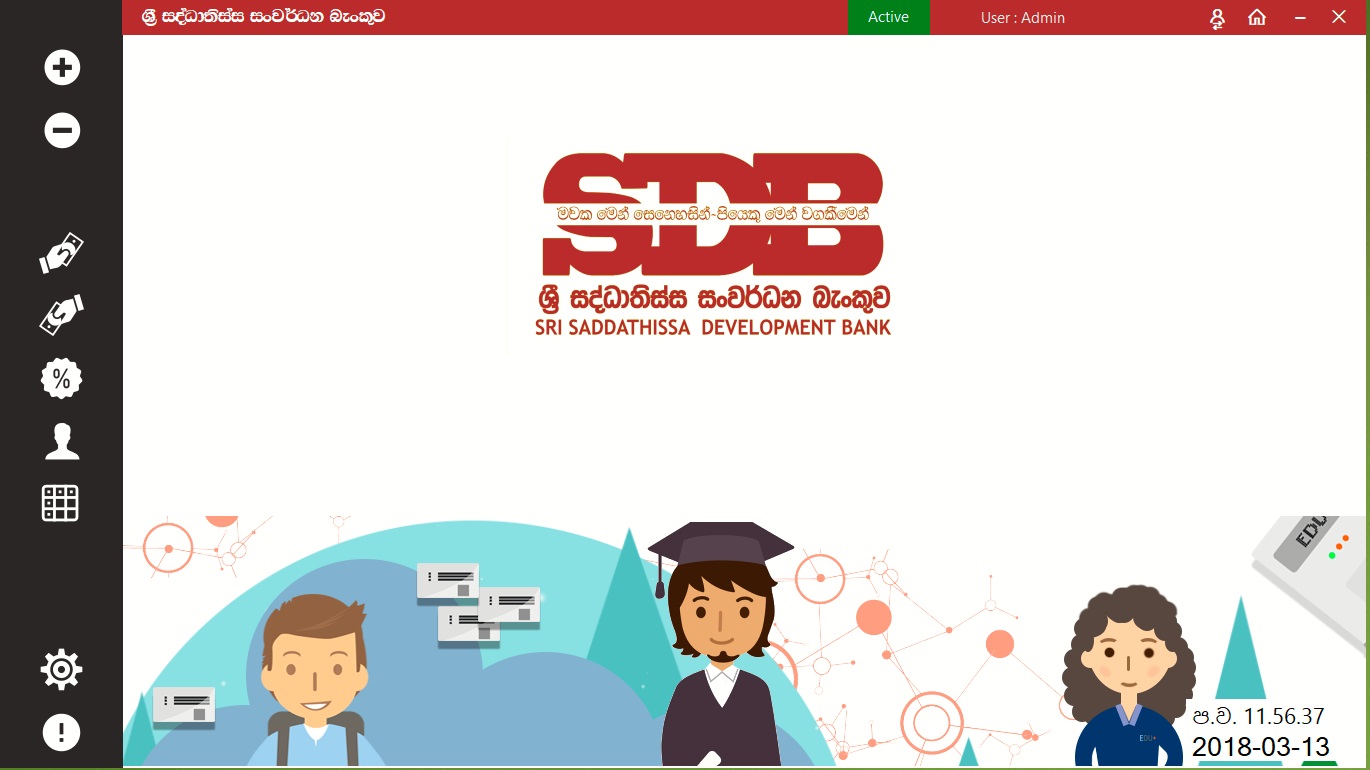 ශ්‍රී සද්ධාතිස්ස සංවර්ධන බැංකුව
Active
User : Admin
SDB
මවක මෙන් සෙනෙහසින්-පියෙකු මෙන් වගකීමෙන්
ශ්‍රී සද්ධාතිස්ස සංවර්ධන බැංකුව
SRI SADDATHISSA DEVELOPMENT BANK
EDU
EDU+
ප.ව. 11.56.37
2018-03-13